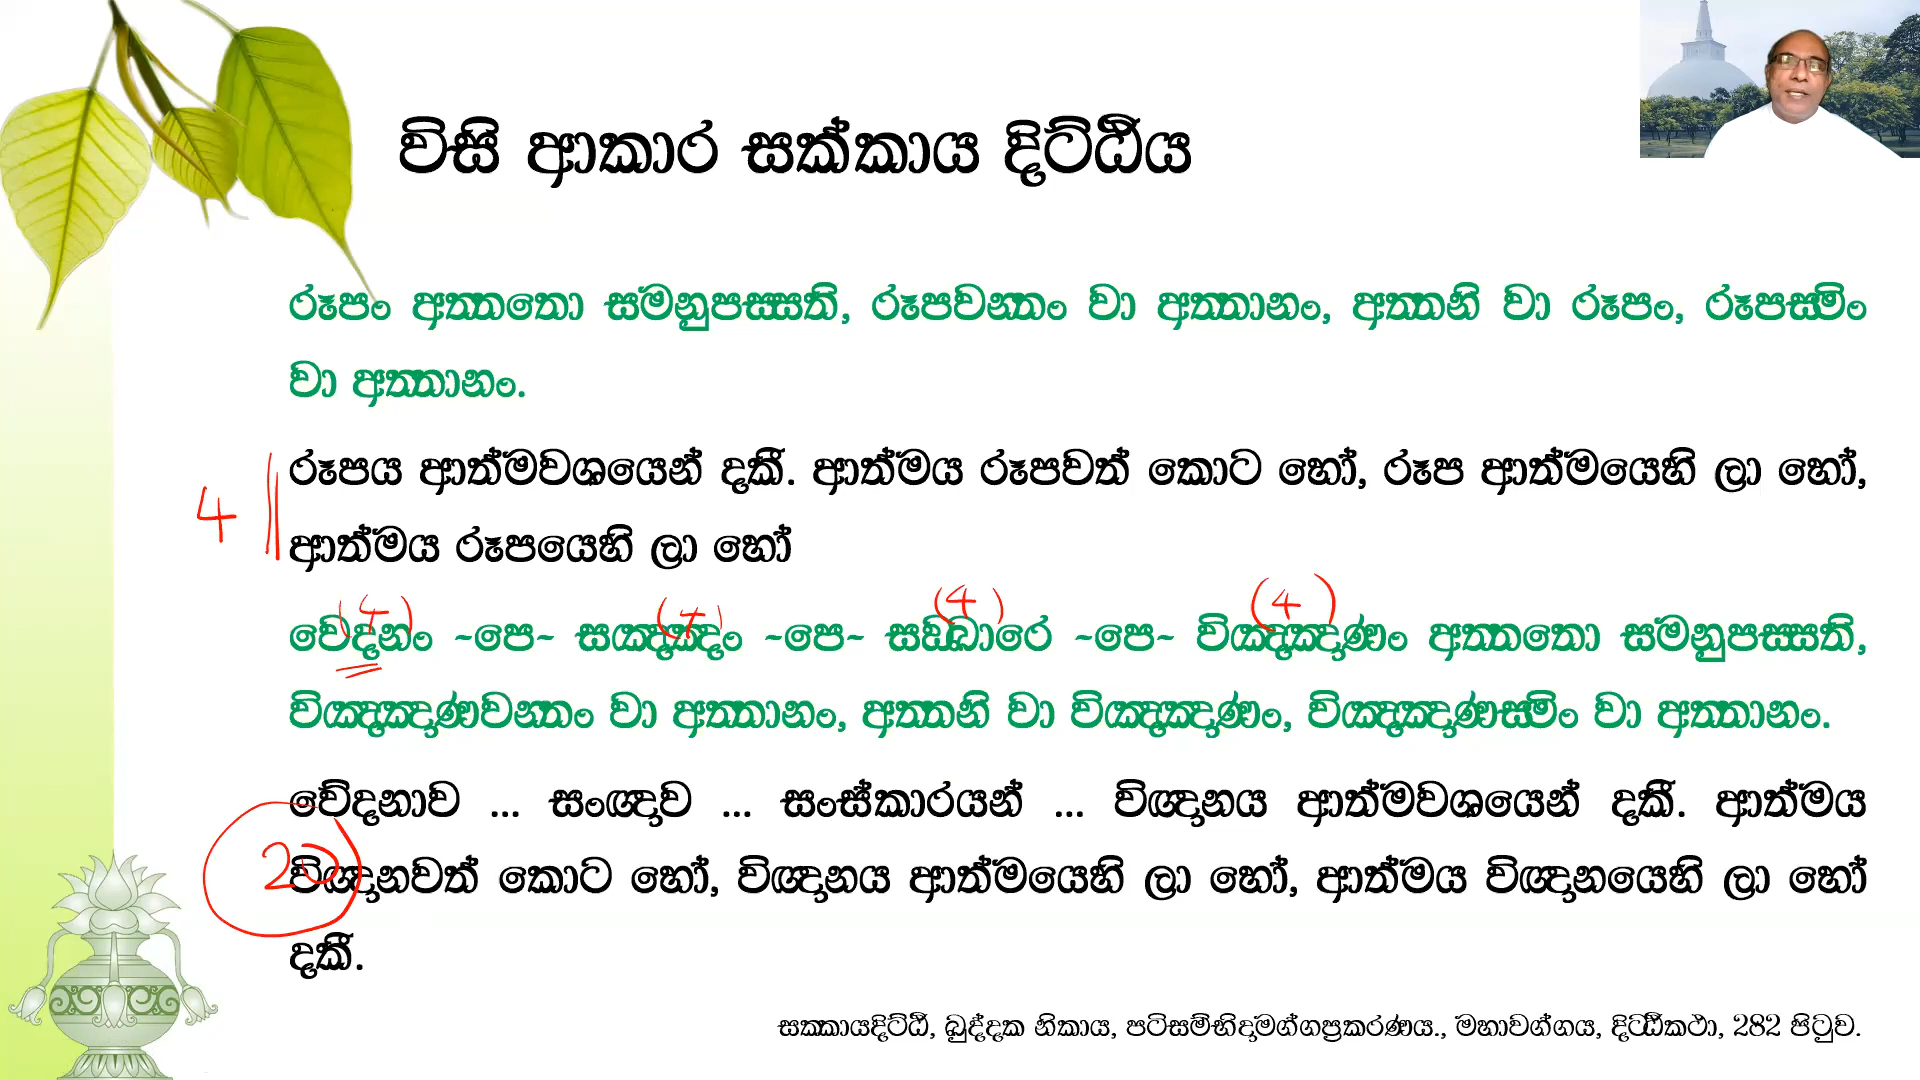 විසි ආකාර සක්කාය දිට්ඨිය
රූපං අත්තතො සමනුපස්සති, රූපවන්තං වා අත්තානං, අත්තනි වා රූපං, රූපස්මිං
වා අත්තානං.
රූපය ආත්මවශයෙන් දකී. ආත්මය රූපවත් කොට හෝ, රූප ආත්මයෙහි ලා හෝ,
4
ආත්මය රූපයෙහි ලා හෝ
(4) (4) (4) (4)
වේදනං ~පෙ~ සඤ්ඤං ~පෙ~ සඞ්ඛාරෙ ~පෙ~ විඤ්ඤාණං අත්තතො සමනුපස්සති,
විඤ්ඤාණවන්තං වා අත්තානං, අත්තනි වා විඤ්ඤාණං, විඤ්ඤාණස්මිං වා අත්තානං.
වේදනාව ... සංඥාව ... සංස්කාරයන් ... විඥානය ආත්මවශයෙන් දකී. ආත්මය
20
විඥානවත් කොට හෝ, විඥානය ආත්මයෙහි ලා හෝ, ආත්මය විඥානයෙහි ලා හෝ
දකී.
සක්කායදිට්ඨි, ඛුද්දක නිකාය, පටිසම්භිදාමග්ගප්‍රකරණය., මහාවග්ගය, දිට්ඨිකථා, 282 පිටුව.